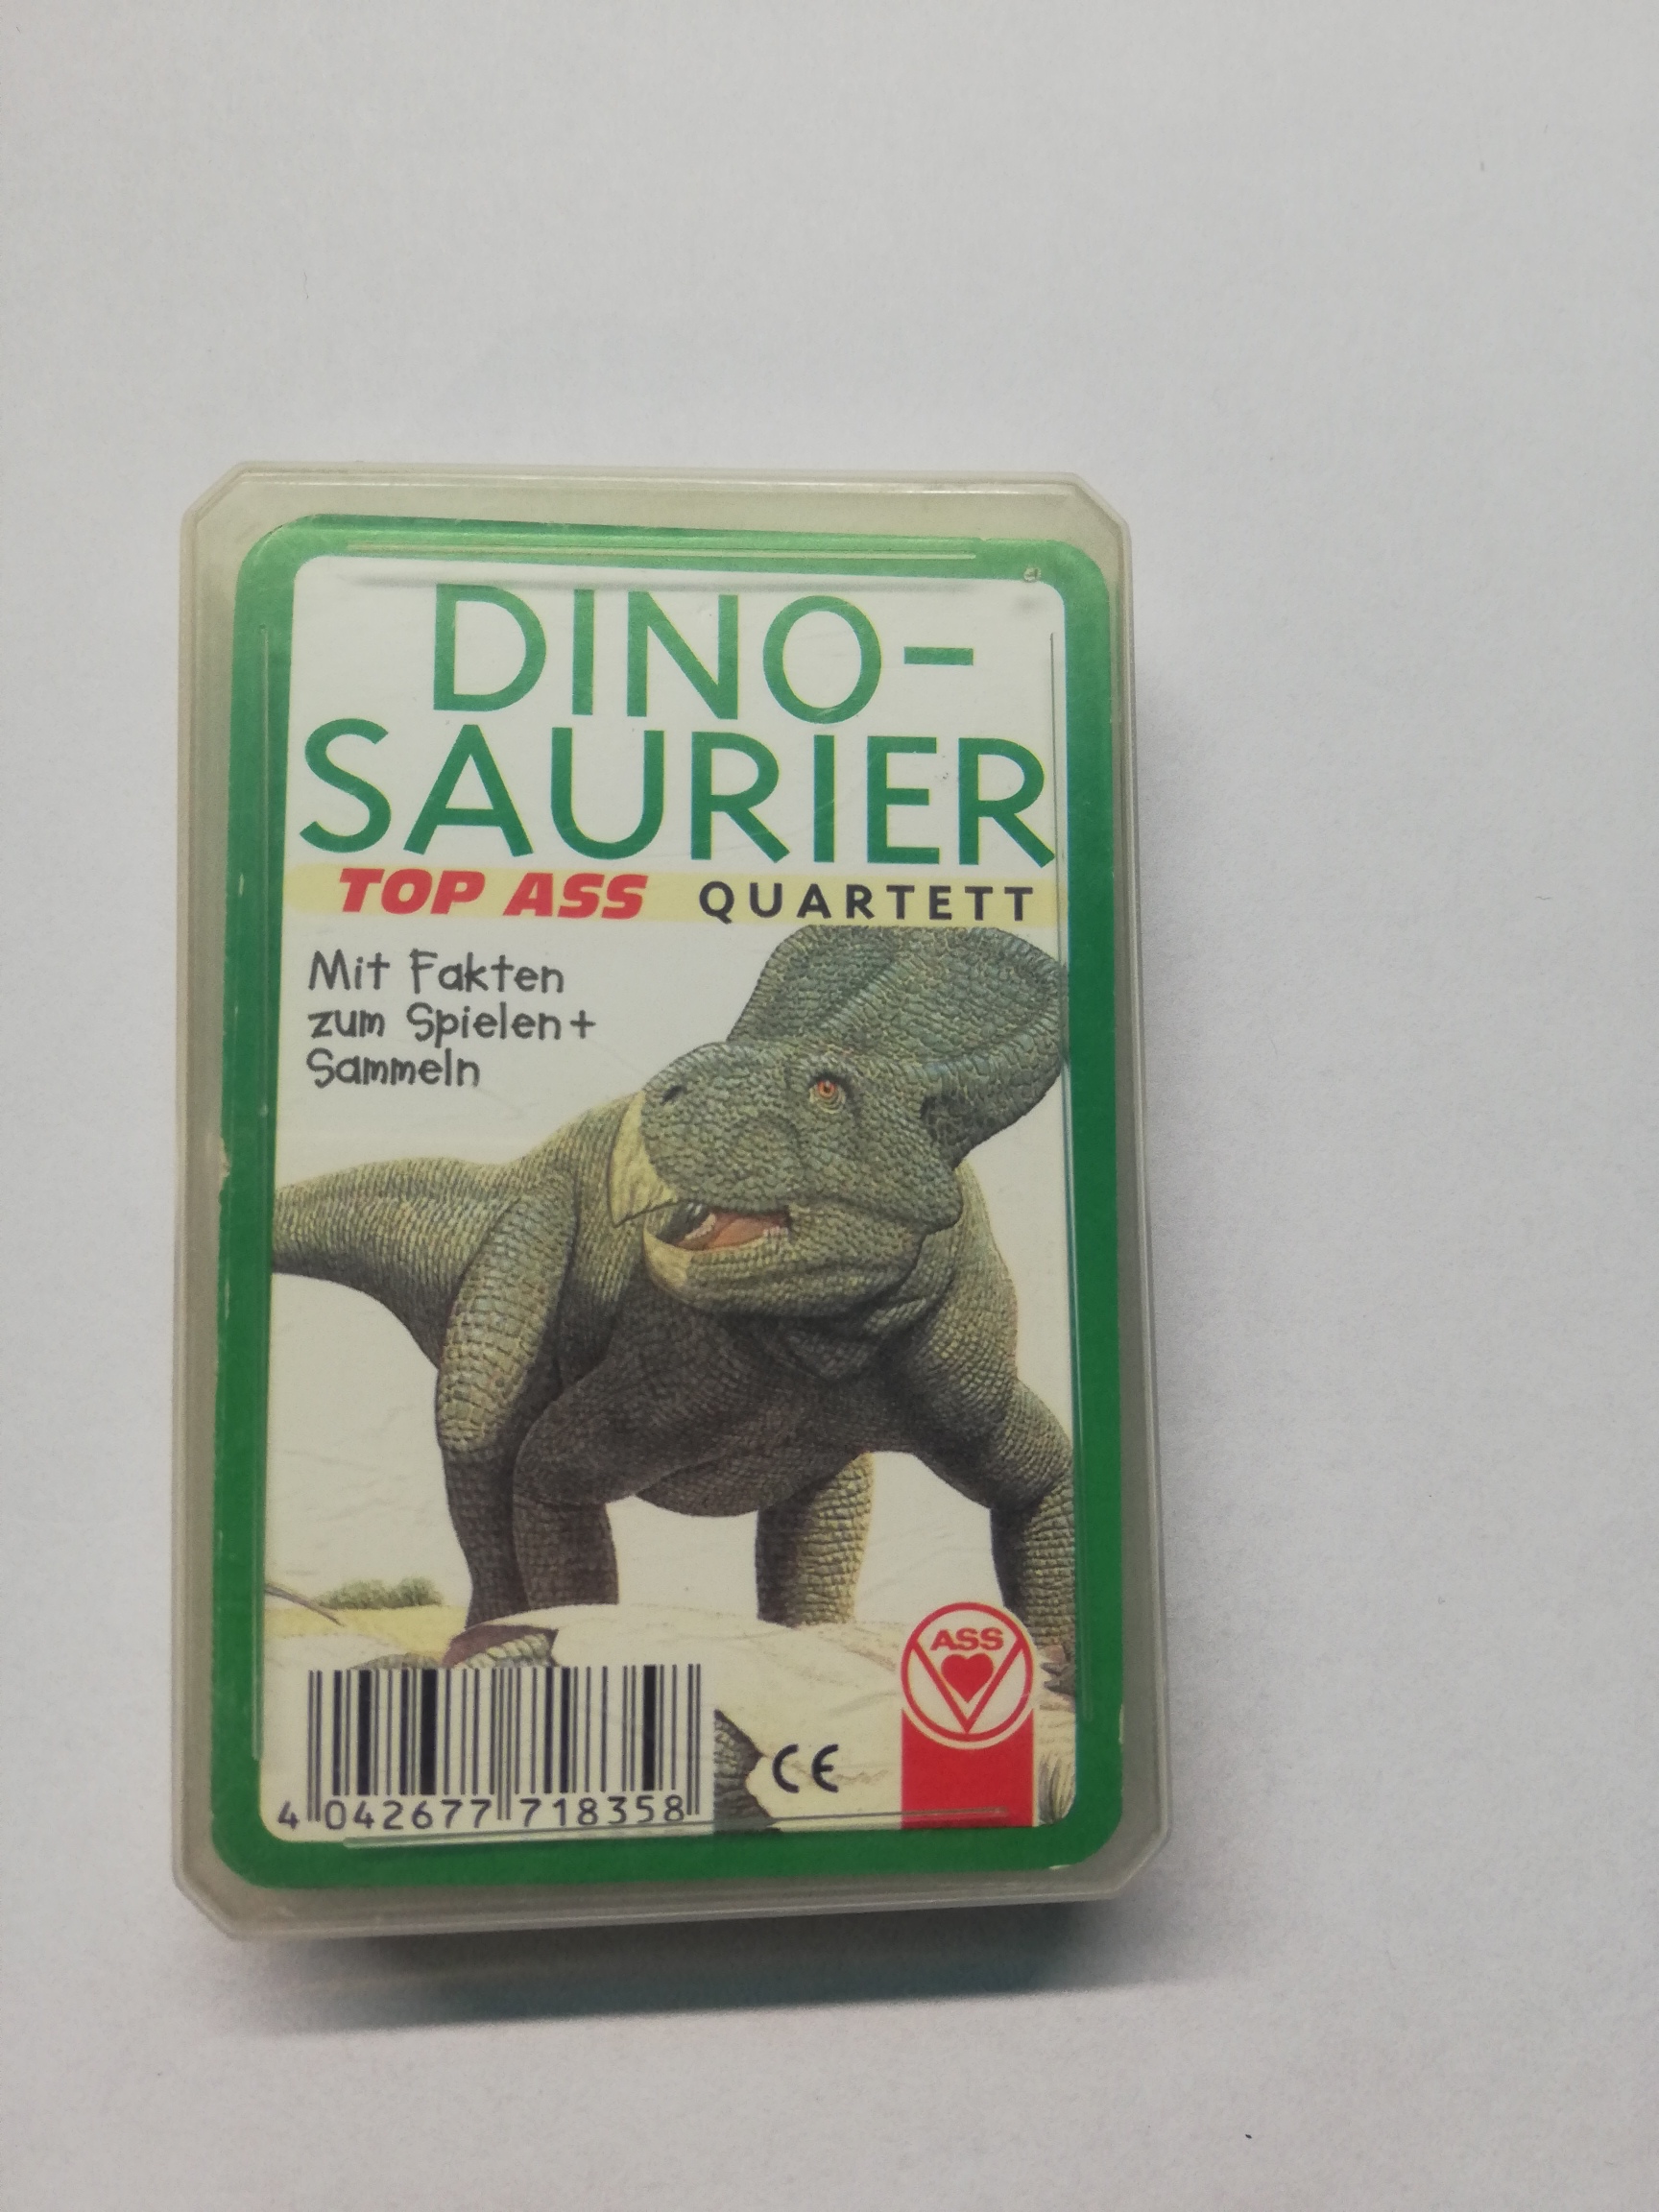 DINO-
SAURIER
TOP ASS QUARTETT
Mit Fakten
zum Spielen+
Sammeln
ASS
CE
4 042677 718358